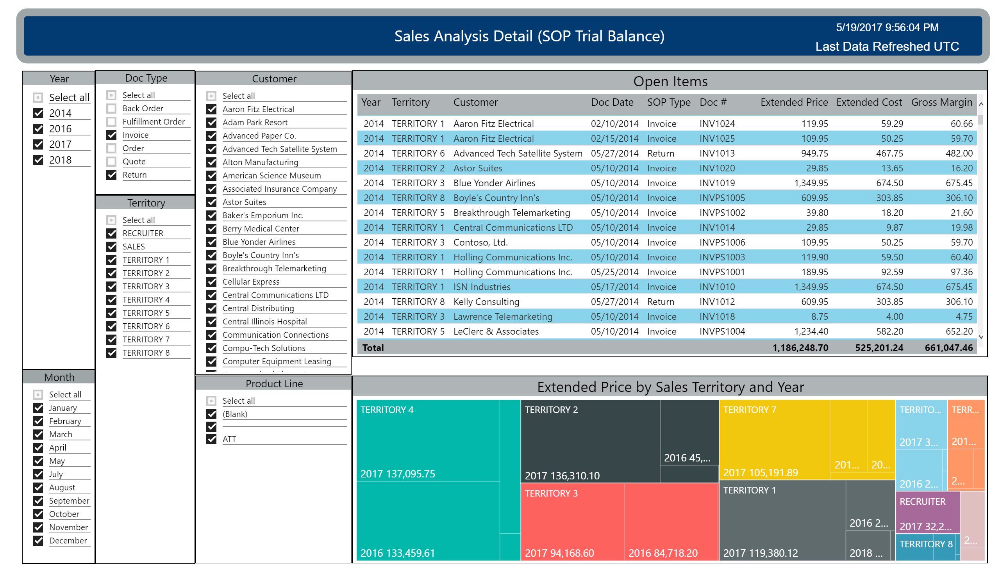 Sales Analysis Detail (SOP Trial Balance)
5/19/2017 9:56:04 PM
Last Data Refreshed UTC
Year
Select all
2014
2016
2017
2018
Month
Select all
January
February
March
April
May
July
August
September
October
November
December
Doc Type
Select all
Back Order
Fulfillment Order
Invoice
Order
Quote
Return
Territory
Select all
RECRUITER
SALES
TERRITORY 1
TERRITORY 2
TERRITORY 3
TERRITORY 4
TERRITORY 5
TERRITORY 6
TERRITORY 7
TERRITORY 8
Customer
Select all
Aaron Fitz Electrical
Adam Park Resort
Advanced Paper Co.
Advanced Tech Satellite System
Alton Manufacturing
American Science Museum
Associated Insurance Company
Astor Suites
Baker's Emporium Inc.
Berry Medical Center
Blue Yonder Airlines
Boyle's Country Inn's
Breakthrough Telemarketing
Cellular Express
Central Communications LTD
Central Distributing
Central Illinois Hospital
Communication Connections
Compu-Tech Solutions
Computer Equipment Leasing
Product Line
Select all
(Blank)
ATT
Open Items
Year Territory Customer Doc Date SOP Type Doc # Extended Price Extended Cost Gross Margin
2014 TERRITORY 1 Aaron Fitz Electrical 02/10/2014 Invoice INV1024 119.95 59.29 60.66
2014 TERRITORY 1 Aaron Fitz Electrical 02/15/2014 Invoice INV1025 109.95 50.25 59.70
2014 TERRITORY 6 Advanced Tech Satellite System 05/27/2014 Return INV1013 949.75 467.75 482.00
2014 TERRITORY 2 Astor Suites 05/10/2014 Invoice INV1020 29.85 13.65 16.20
2014 TERRITORY 3 Blue Yonder Airlines 05/10/2014 Invoice INV1019 1,349.95 674.50 675.45
2014 TERRITORY 8 Boyle's Country Inn's 05/10/2014 Invoice INVPS1005 609.95 303.85 306.10
2014 TERRITORY 5 Breakthrough Telemarketing 05/10/2014 Invoice INVPS1002 39.80 18.20 21.60
2014 TERRITORY 1 Central Communications LTD 05/10/2014 Invoice INV1014 29.85 9.87 19.98
2014 TERRITORY 3 Contoso, Ltd. 05/10/2014 Invoice INVPS1006 109.95 50.25 59.70
2014 TERRITORY 1 Holling Communications Inc. 05/10/2014 Invoice INVPS1003 119.90 59.50 60.40
2014 TERRITORY 1 Holling Communications Inc. 05/25/2014 Invoice INVPS1001 189.95 92.59 97.36
2014 TERRITORY 1 ISN Industries 05/17/2014 Invoice INV1010 1,349.95 674.50 675.45
2014 TERRITORY 8 Kelly Consulting 05/27/2014 Return INV1012 609.95 303.85 306.10
2014 TERRITORY 3 Lawrence Telemarketing 05/10/2014 Invoice INV1018 8.75 4.00 4.75
2014 TERRITORY 5 LeClerc & Associates 05/10/2014 Invoice INVPS1004 1,234.40 582.20 652.20
Total 1,186,248.70 525,201.24 661,047.46
Extended Price by Sales Territory and Year
TERRITORY 4
2017 137,095.75
2016 133,459.61
TERRITORY 2
2017 136,310.10
2016 45,...
TERRITORY 3
2017 94,168.60
2016 84,718.20
TERRITORY 7
2017 105,191.89
201...
20...
TERRITORY 1
2017 119,380.12
2016 2...
2018 ...
TERRITO...
2017 3...
2016 2...
TERR...
201...
2...
RECRUITER
2017 32,2...
TERRITORY 8
2...